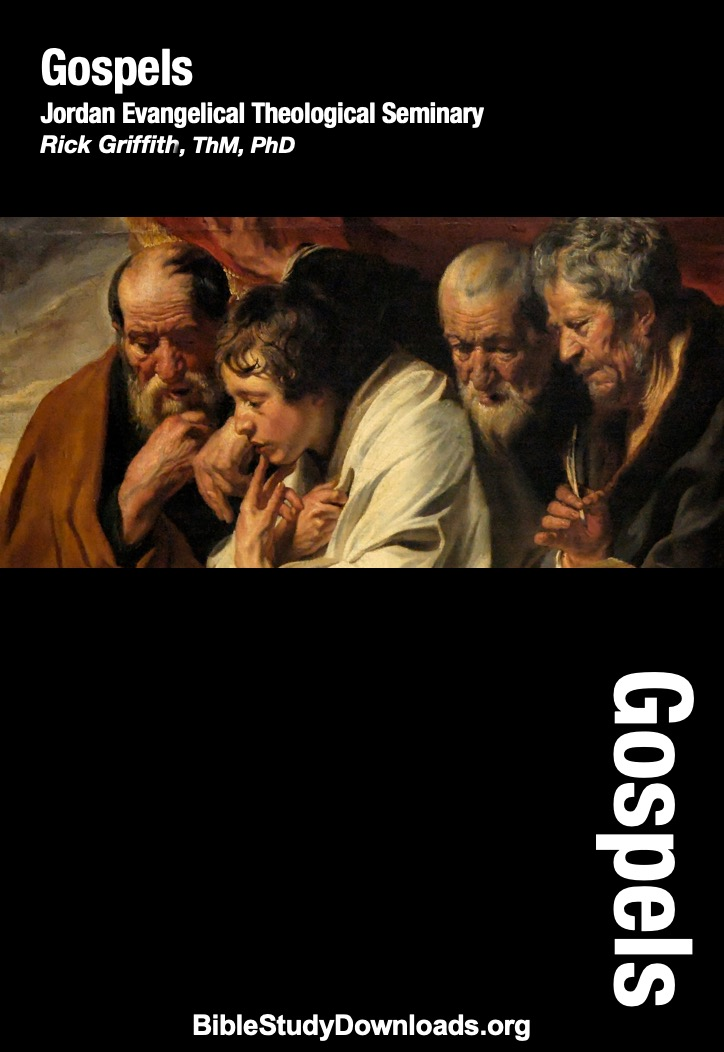 Gospels
Jordan Evangelical Theological Seminary
Rick Griffith, ThM, PhD
Gospels
BibleStudyDownloads.org